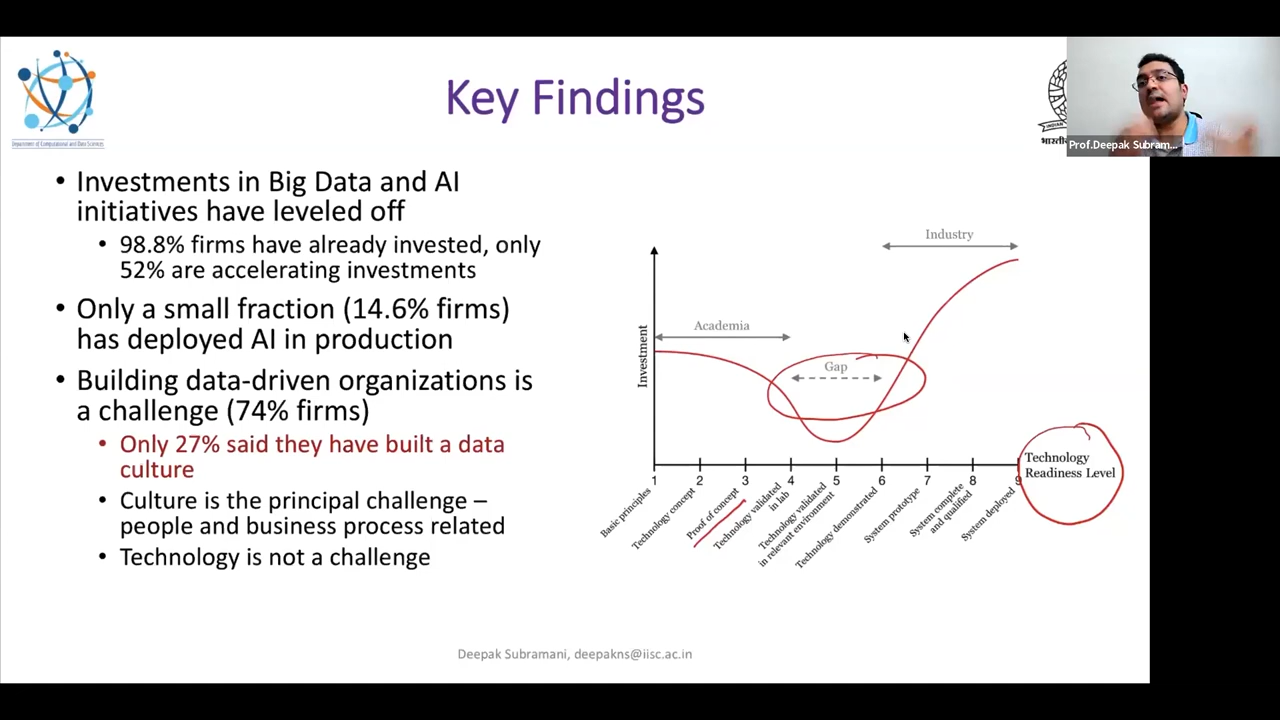 Key Findings
Department of Computational and Data Sciences
Prof.Deepak Subram...
• Investments in Big Data and AI
initiatives have leveled off
• 98.8% firms have already invested, only
52% are accelerating investments
• Only a small fraction (14.6% firms)
has deployed AI in production
• Building data-driven organizations is
a challenge (74% firms)
• Only 27% said they have built a data
culture
• Culture is the principal challenge –
people and business process related
• Technology is not a challenge
Industry
Academia
Gap
Investment
Technology
Readiness Level
1 2 3 4 5 6 7 8 9
Basic principles
Technology concept
Proof of concept
Technology validated
in lab
Technology validated
in relevant environment
Technology demonstrated
System prototype
System complete
and qualified
System deployed
Deepak Subramani, deepakns@iisc.ac.in